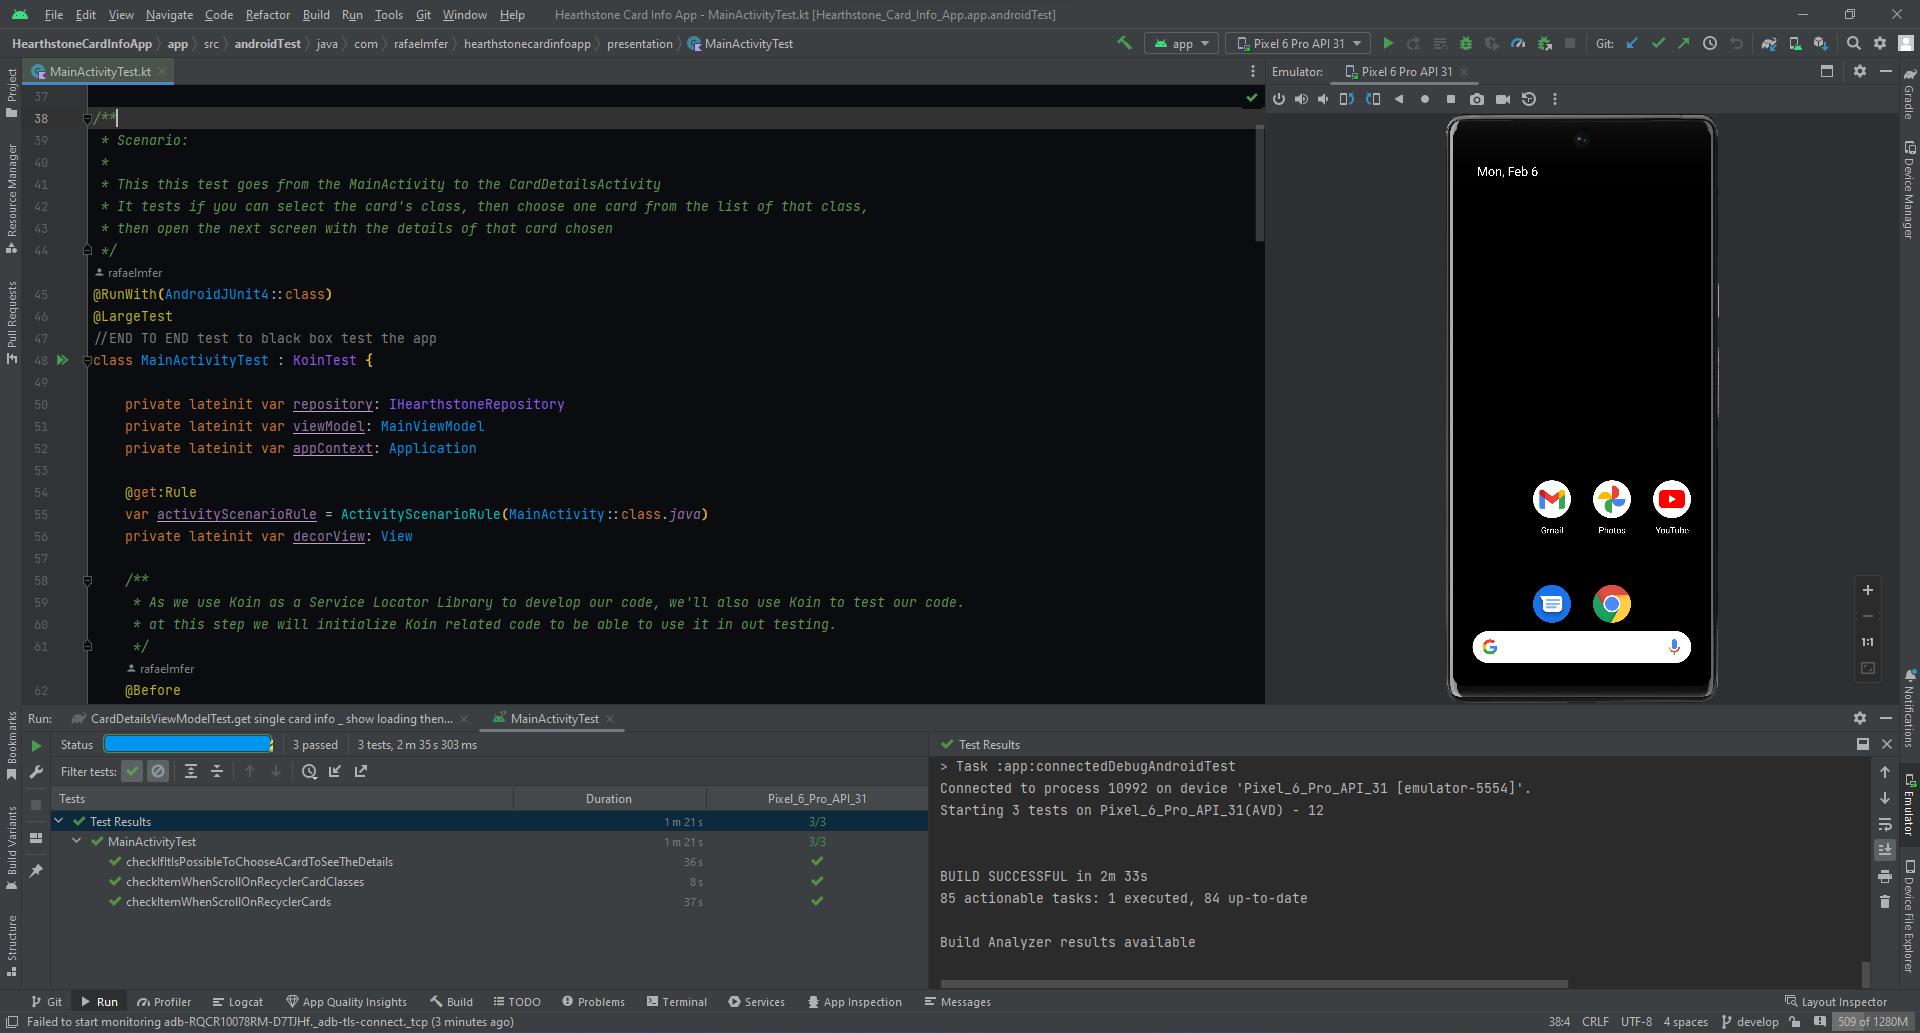 File Edit View Navigate Code Refactor Build Run Tools Git Window Help Hearthstone Card Info App - MainActivityTest.kt [Hearthstone_Card_Info_App.app.androidTest]
HearthstoneCardInfoApp app src androidTest java com rafaelmfer hearthstonecardinfoapp presentation MainActivityTest app Pixel 6 Pro API 31 Git:
Project
Resource Manager
Pull Requests
Bookmarks
Build Variants
Structure
MainActivityTest.kt
37
38 /**
39 * Scenario:
40 *
41 * This this test goes from the MainActivity to the CardDetailsActivity
42 * It tests if you can select the card's class, then choose one card from the list of that class,
43 * then open the next screen with the details of that card chosen
44 */
rafaelmfer
45 @RunWith(AndroidJUnit4::class)
46 @LargeTest
47 //END TO END test to black box test the app
48 class MainActivityTest : KoinTest {
49
50 private lateinit var repository: IHearthstoneRepository
51 private lateinit var viewModel: MainViewModel
52 private lateinit var appContext: Application
53
54 @get:Rule
55 var activityScenarioRule = ActivityScenarioRule(MainActivity::class.java)
56 private lateinit var decorView: View
57
58 /**
59 * As we use Koin as a Service Locator Library to develop our code, we'll also use Koin to test our code.
60 * at this step we will initialize Koin related code to be able to use it in out testing.
61 */
rafaelmfer
62 @Before
Emulator: Pixel 6 Pro API 31
Mon, Feb 6
Gmail Photos YouTube
1:1
Gradle
Device Manager
Notifications
Emulator
Device File Explorer
Run: CardDetailsViewModelTest.get single card info _ show loading then... MainActivityTest
Status 3 passed 3 tests, 2 m 35 s 303 ms
Filter tests:
Tests Duration Pixel_6_Pro_API_31
Test Results 1 m 21 s 3/3
MainActivityTest 1 m 21 s 3/3
checkIfItIsPossibleToChooseACardToSeeTheDetails 36 s
checkItemWhenScrollOnRecyclerCardClasses 8 s
checkItemWhenScrollOnRecyclerCards 37 s
Test Results
> Task :app:connectedDebugAndroidTest
Connected to process 10992 on device 'Pixel_6_Pro_API_31 [emulator-5554]'.
Starting 3 tests on Pixel_6_Pro_API_31(AVD) - 12
BUILD SUCCESSFUL in 2m 33s
85 actionable tasks: 1 executed, 84 up-to-date
Build Analyzer results available
Git Run Profiler Logcat App Quality Insights Build TODO Problems Terminal Services App Inspection Messages Layout Inspector
Failed to start monitoring adb-RQCR10078RM-D7TJHf._adb-tls-connect._tcp (3 minutes ago) 38:4 CRLF UTF-8 4 spaces develop 509 of 1280M